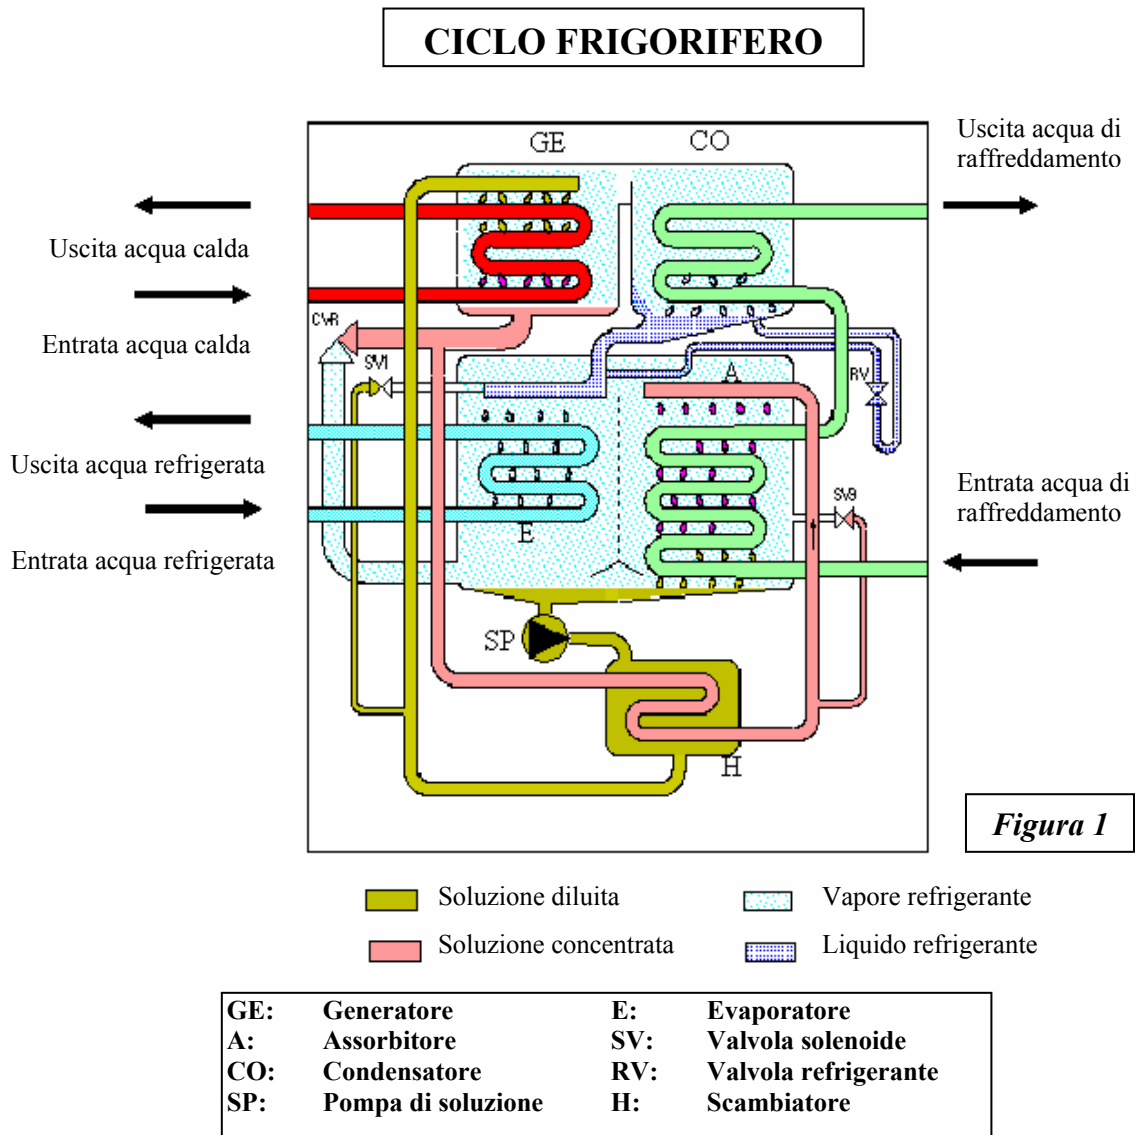 CICLO FRIGORIFERO
GE
CO
Uscita acqua di
raffreddamento
Uscita acqua calda
Entrata acqua calda
CWR
SV1
A
RV
Uscita acqua refrigerata
Entrata acqua refrigerata
E
SV9
Entrata acqua di
raffreddamento
SP
H
Figura 1
Soluzione diluita
Vapore refrigerante
Soluzione concentrata
Liquido refrigerante
GE: Generatore E: Evaporatore
A: Assorbitore SV: Valvola solenoide
CO: Condensatore RV: Valvola refrigerante
SP: Pompa di soluzione H: Scambiatore